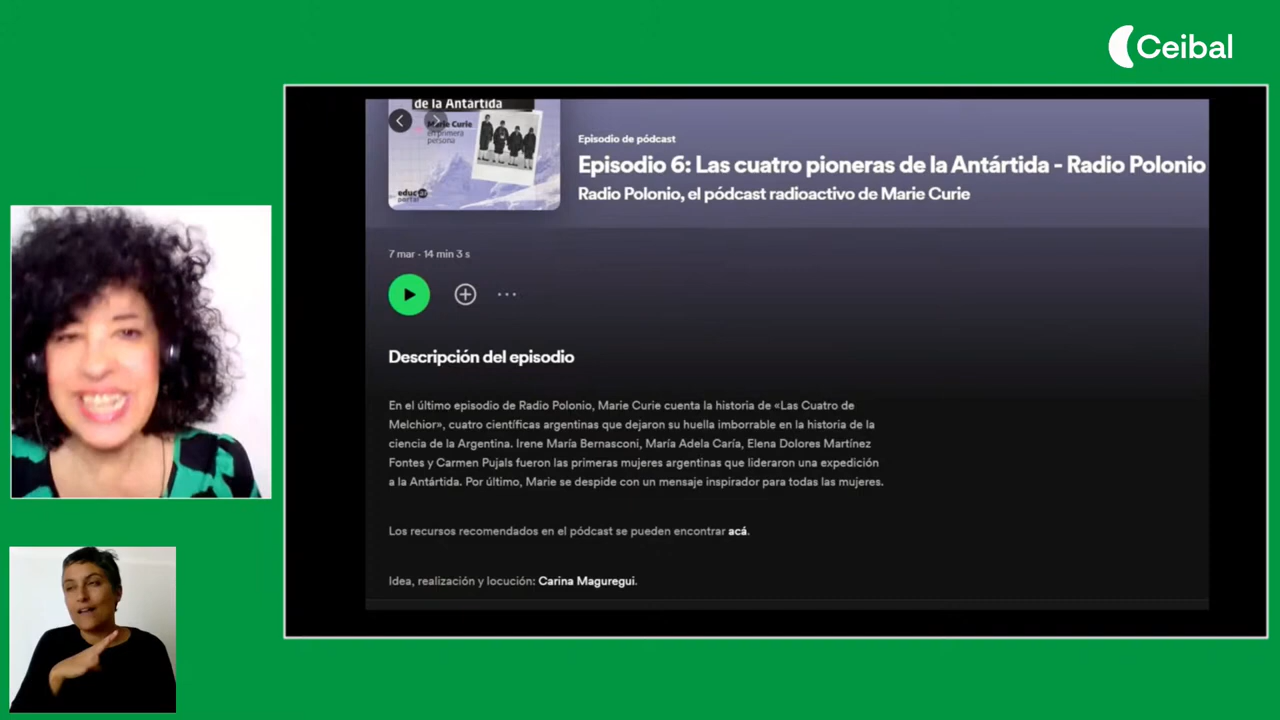 Ceibal
de la Antártida
Marie Curie
en primera
persona
educ.ar
portal
Episodio de pódcast
Episodio 6: Las cuatro pioneras de la Antártida - Radio Polonio
Radio Polonio, el pódcast radioactivo de Marie Curie
7 mar - 14 min 3 s
Descripción del episodio
En el último episodio de Radio Polonio, Marie Curie cuenta la historia de «Las Cuatro de
Melchior», cuatro científicas argentinas que dejaron su huella imborrable en la historia de la
ciencia de la Argentina. Irene María Bernasconi, María Adela Caría, Elena Dolores Martínez
Fontes y Carmen Pujals fueron las primeras mujeres argentinas que lideraron una expedición
a la Antártida. Por último, Marie se despide con un mensaje inspirador para todas las mujeres.
Los recursos recomendados en el pódcast se pueden encontrar acá.
Idea, realización y locución: Carina Maguregui.